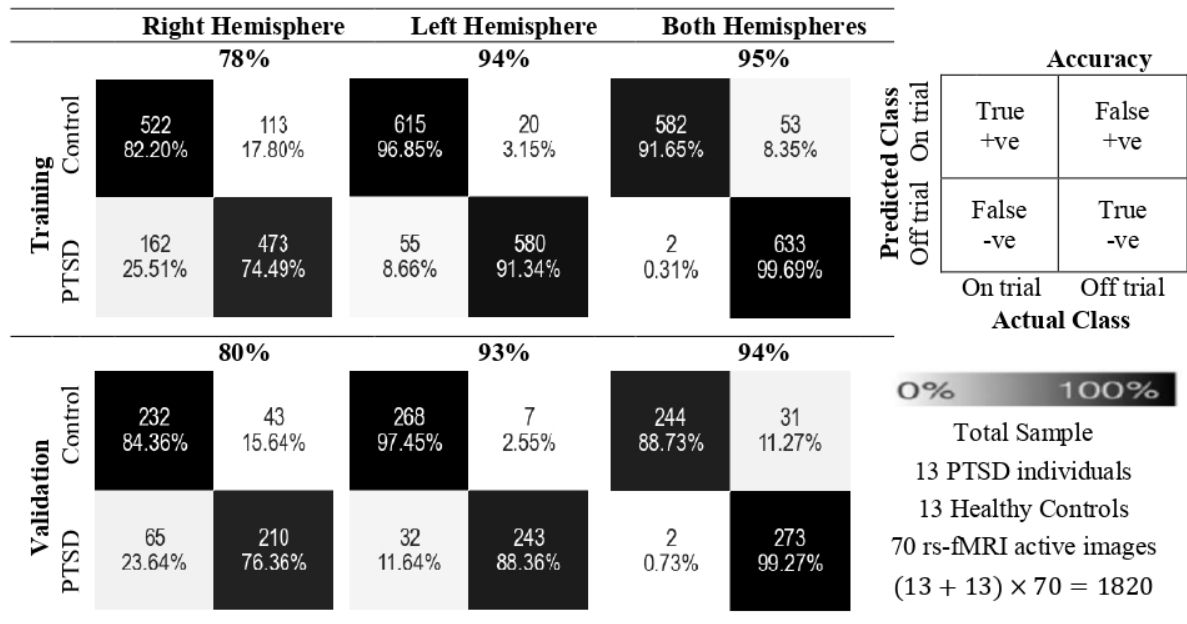 Right Hemisphere Left Hemisphere Both Hemispheres
78% 94% 95%
Training
Control
522 113 615 20 582 53
82.20% 17.80% 96.85% 3.15% 91.65% 8.35%
PTSD
162 473 55 580 2 633
25.51% 74.49% 8.66% 91.34% 0.31% 99.69%
80% 93% 94%
Validation
Control
232 43 268 7 244 31
84.36% 15.64% 97.45% 2.55% 88.73% 11.27%
PTSD
65 210 32 243 2 273
23.64% 76.36% 11.64% 88.36% 0.73% 99.27%
Accuracy
Predicted Class
On trial
True False
+ve +ve
Off trial
False True
-ve -ve
On trial Off trial
Actual Class
0% 100%
Total Sample
13 PTSD individuals
13 Healthy Controls
70 rs-fMRI active images
(13 + 13) × 70 = 1820